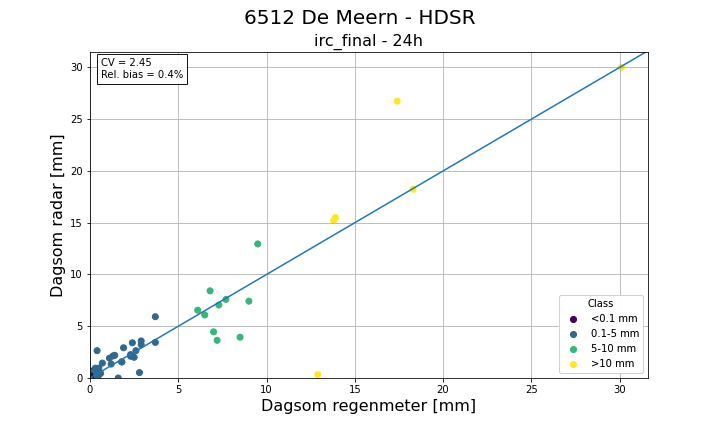 6512 De Meern - HDSR
irc_final - 24h
CV = 2.45
Rel. bias = 0.4%
30
25
20
15
10
5
0
Dagsom radar [mm]
0 5 10 15 20 25 30
Dagsom regenmeter [mm]
Class
<0.1 mm
0.1-5 mm
5-10 mm
>10 mm